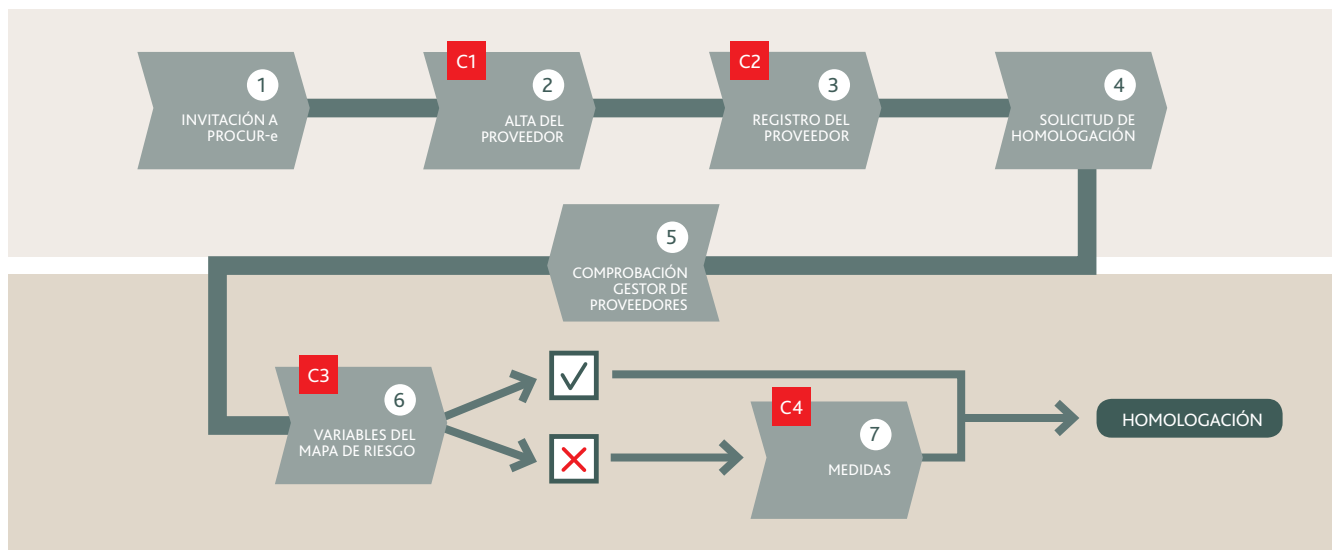 1
INVITACIÓN A
PROCUR-e
C1
2
ALTA DEL
PROVEEDOR
C2
3
REGISTRO DEL
PROVEEDOR
4
SOLICITUD DE
HOMOLOGACIÓN
5
COMPROBACIÓN
GESTOR DE
PROVEEDORES
C3
6
VARIABLES DEL
MAPA DE RIESGO
C4
7
MEDIDAS
HOMOLOGACIÓN